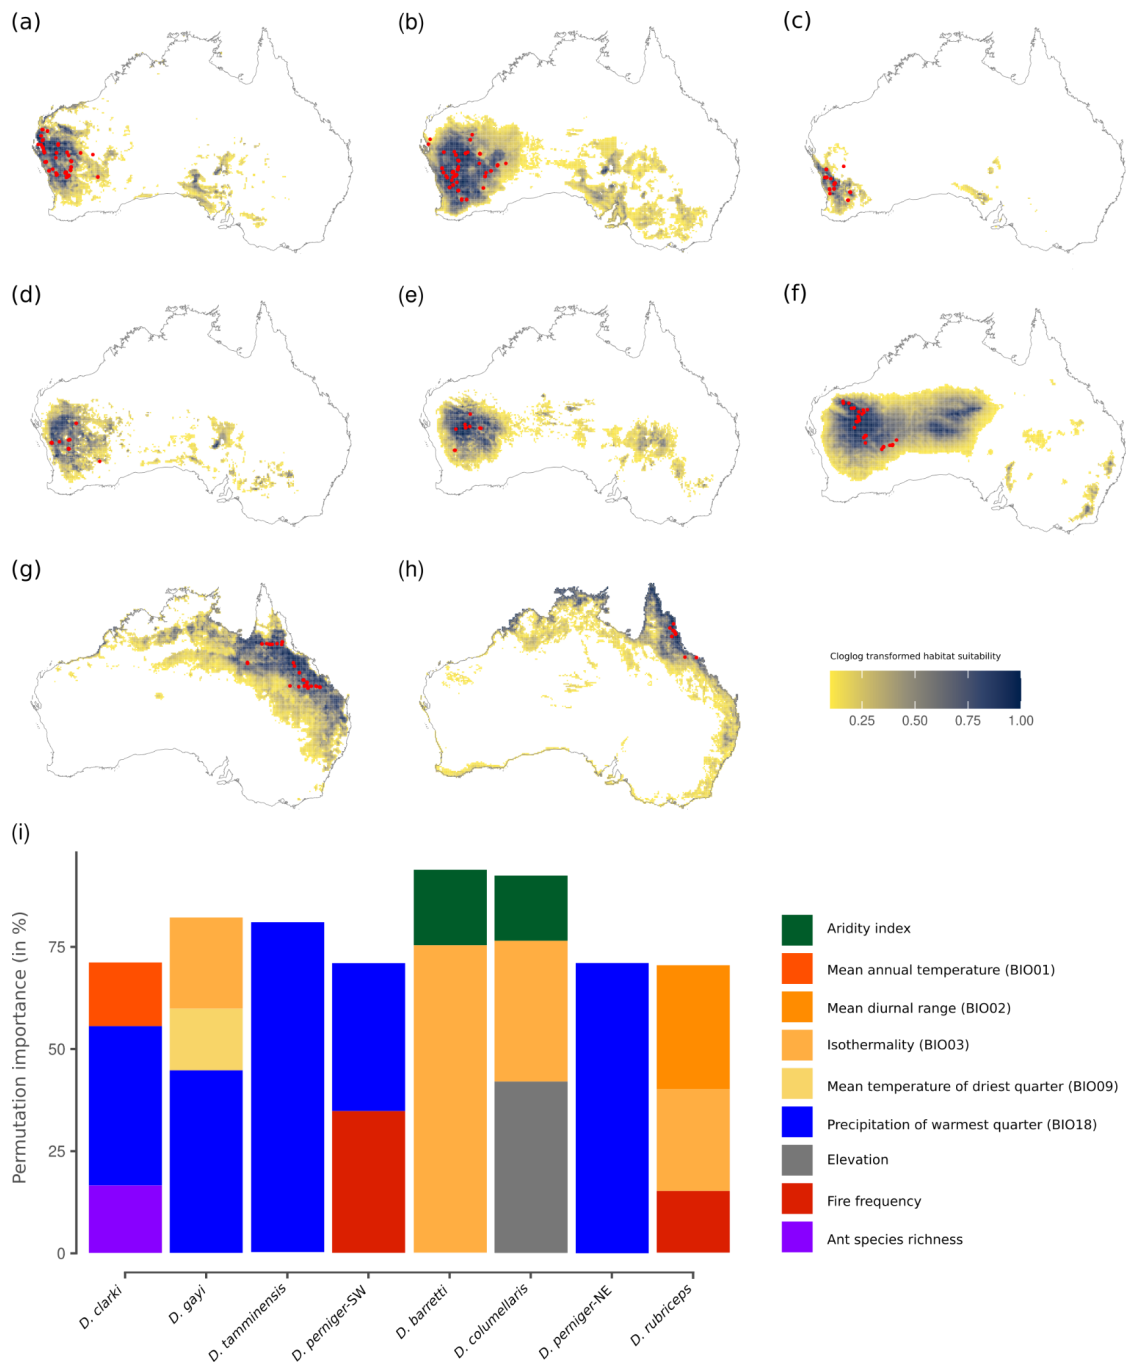 (a)
(b)
(c)
(d)
(e)
(f)
(g)
(h)
Cloglog transformed habitat suitability
0.25 0.50 0.75 1.00
(i)
Permutation importance (in %)
75
50
25
0
D. clarki
D. gayi
D. tamminensis
D. perniger-SW
D. barretti
D. columellaris
D. perniger-NE
D. rubriceps
Aridity index
Mean annual temperature (BIO01)
Mean diurnal range (BIO02)
Isothermality (BIO03)
Mean temperature of driest quarter (BIO09)
Precipitation of warmest quarter (BIO18)
Elevation
Fire frequency
Ant species richness